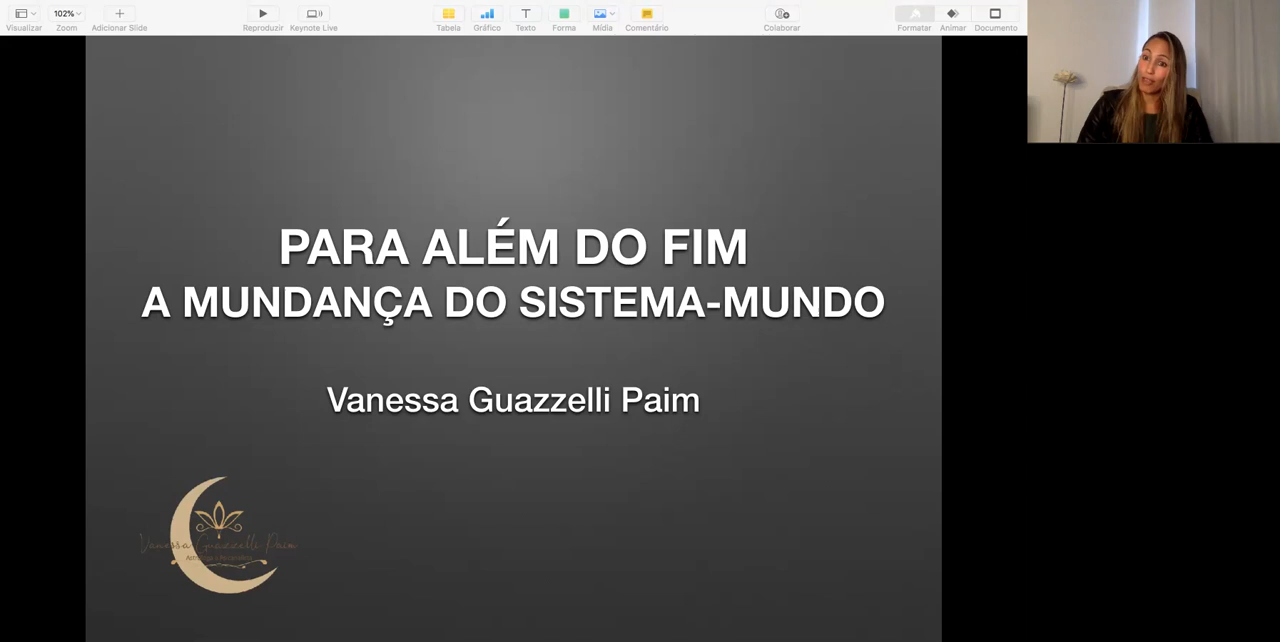 Visualizar
102%
Zoom
Adicionar Slide
Reproduzir
Keynote Live
Tabela
Gráfico
Texto
Forma
Mídia
Comentário
Colaborar
Formatar
Animar
Documento
PARA ALÉM DO FIM
A MUNDANÇA DO SISTEMA-MUNDO
Vanessa Guazzelli Paim
Vanessa Guazzelli Paim